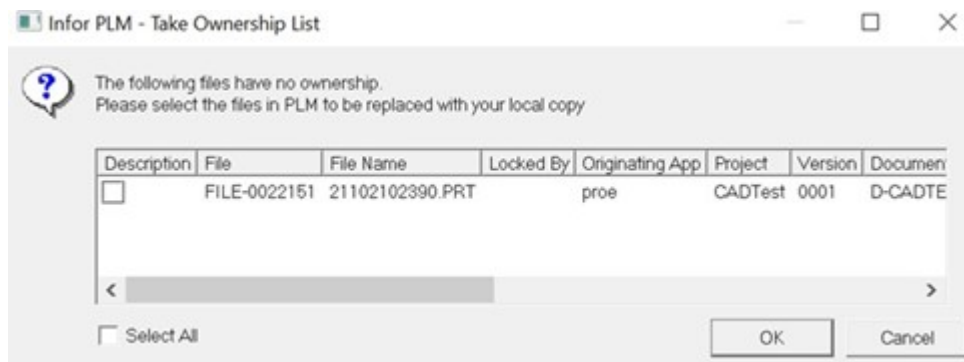 Infor PLM - Take Ownership List
The following files have no ownership.
Please select the files in PLM to be replaced with your local copy
Description File File Name Locked By Originating App Project Version Documen
FILE-0022151 21102102390.PRT proe CADTest 0001 D-CADTE
Select All OK Cancel